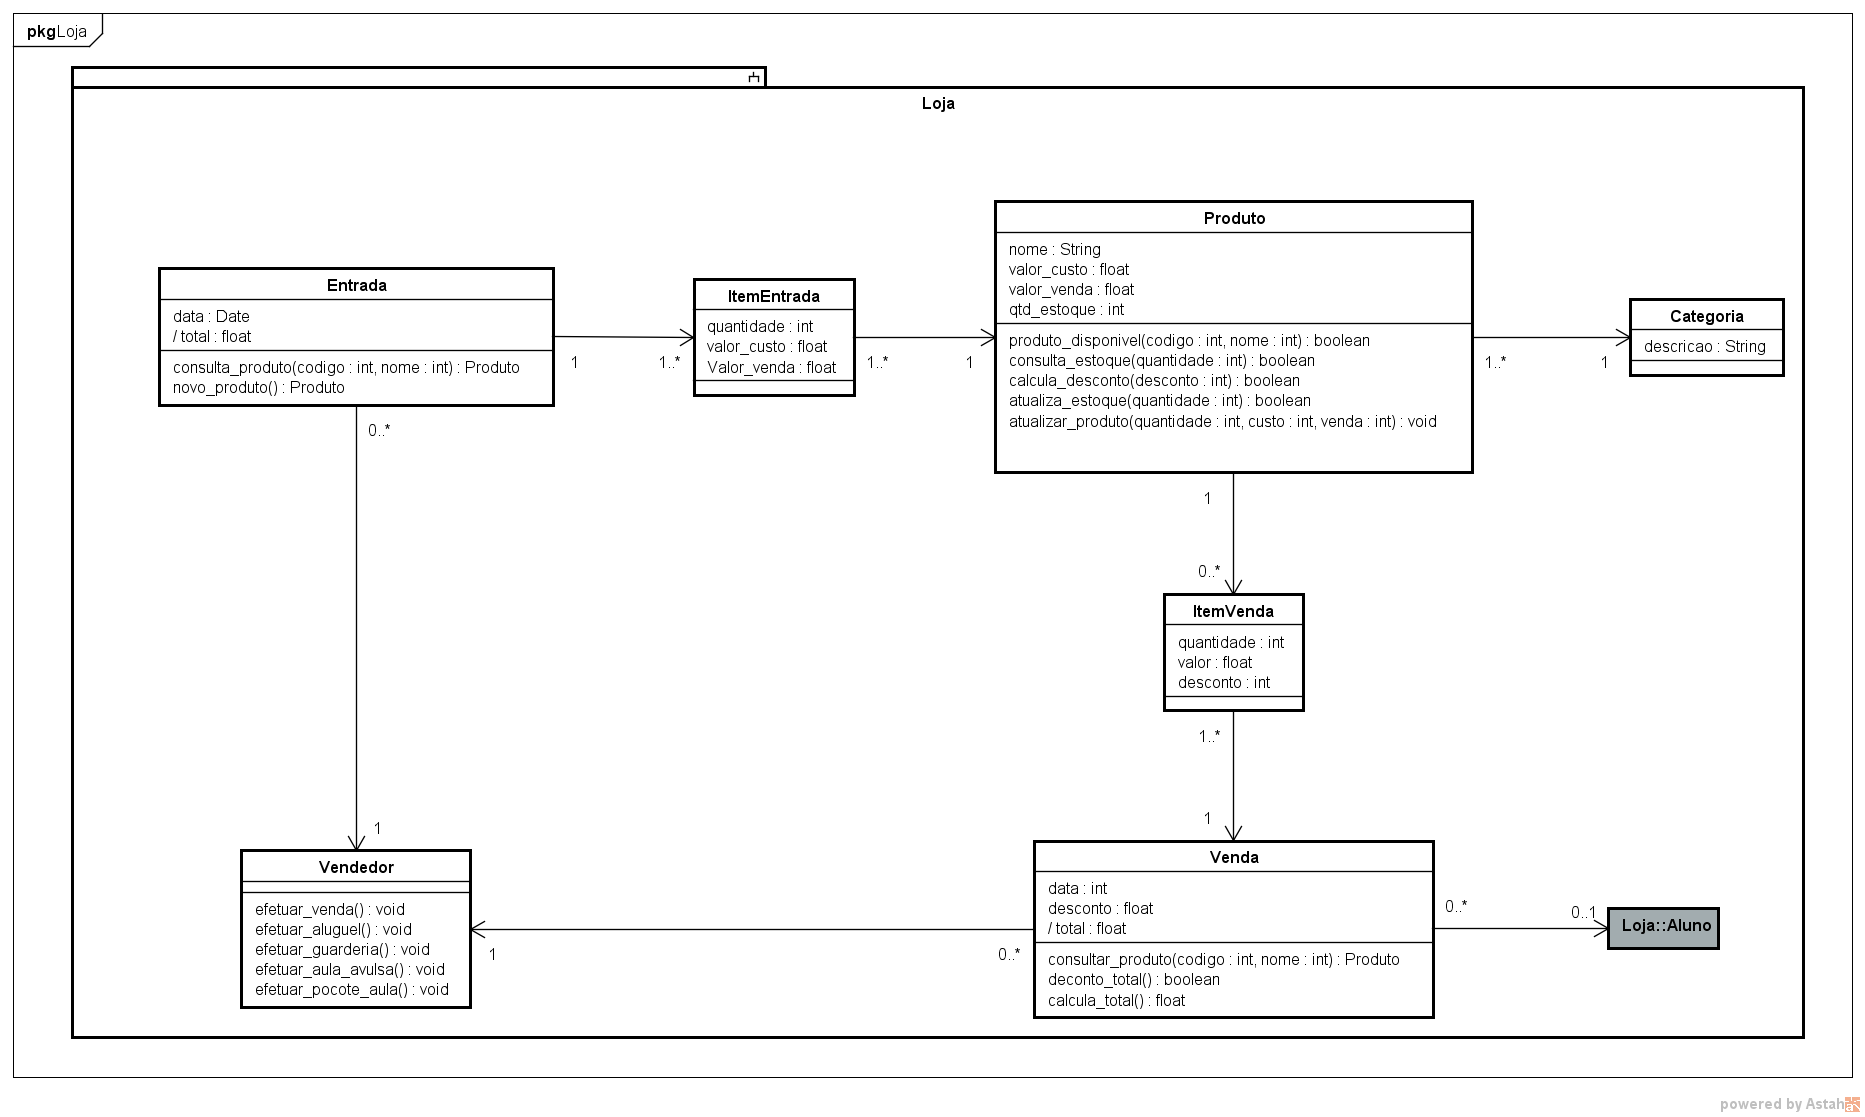 pkg Loja
Loja
Entrada
data : Date
/ total : float
consulta_produto(codigo : int, nome : int) : Produto
novo_produto() : Produto
1
1..*
0..*
ItemEntrada
quantidade : int
valor_custo : float
Valor_venda : float
1..*
1
Produto
nome : String
valor_custo : float
valor_venda : float
qtd_estoque : int
produto_disponivel(codigo : int, nome : int) : boolean
consulta_estoque(quantidade : int) : boolean
calcula_desconto(desconto : int) : boolean
atualiza_estoque(quantidade : int) : boolean
atualizar_produto(quantidade : int, custo : int, venda : int) : void
1..*
1
Categoria
descricao : String
1
0..*
ItemVenda
quantidade : int
valor : float
desconto : int
1..*
1
1
Vendedor
efetuar_venda() : void
efetuar_aluguel() : void
efetuar_guarderia() : void
efetuar_aula_avulsa() : void
efetuar_pocote_aula() : void
1
0..*
Venda
data : int
desconto : float
/ total : float
consultar_produto(codigo : int, nome : int) : Produto
deconto_total() : boolean
calcula_total() : float
0..*
0..1
Loja::Aluno
powered by Astah